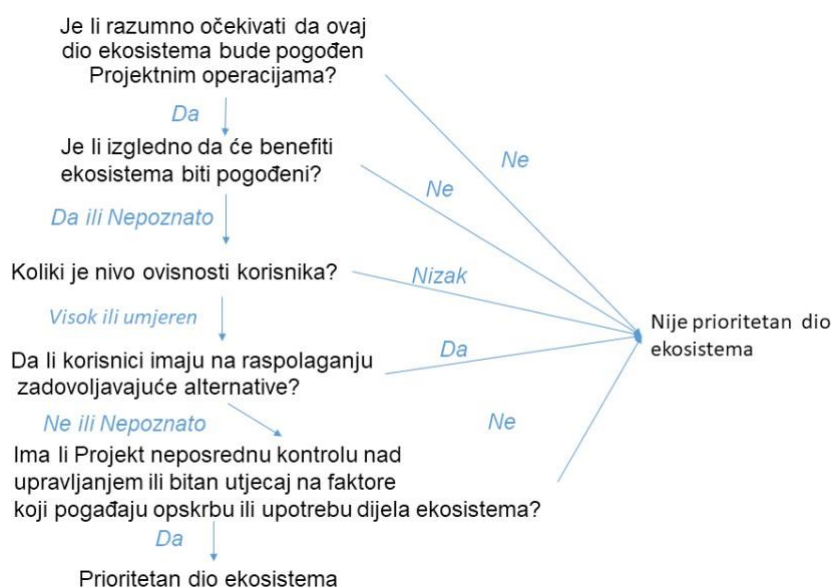 Je li razumno očekivati da ovaj
dio ekosistema bude pogođen
Projektnim operacijama?
Ne
Da
Je li izgledno da će benefiti
ekosistema biti pogođeni?
Ne
Da ili Nepoznato
Koliki je nivo ovisnosti korisnika?
Nizak
Visok ili umjeren
Nije prioritetan dio
ekosistema
Da li korisnici imaju na raspolaganju
zadovoljavajuće alternative?
Da
Ne ili Nepoznato
Ne
Ima li Projekt neposrednu kontrolu nad
upravljanjem ili bitan utjecaj na faktore
koji pogađaju opskrbu ili upotrebu dijela ekosistema?
Da
Prioritetan dio ekosistema